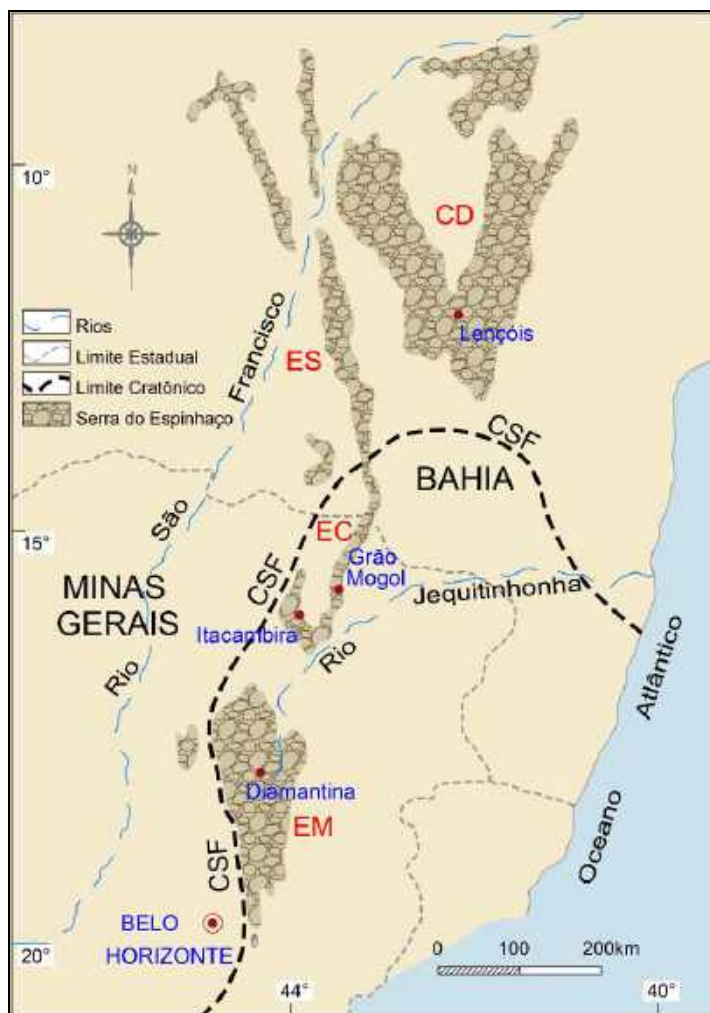 N
10°
CD
Rios
Limite Estadual
Limite Cratônico
Serra do Espinhaço
Francisco
Lençóis
ES
CSF
BAHIA
São
15°
EC
Grão
Mogol
CSF
MINAS
GERAIS
Jequitinhonha
Itacambira
Rio
Rio
Atlântico
Diamantina
EM
Oceano
CSF
BELO
HORIZONTE
20°
0 100 200km
44°
40°